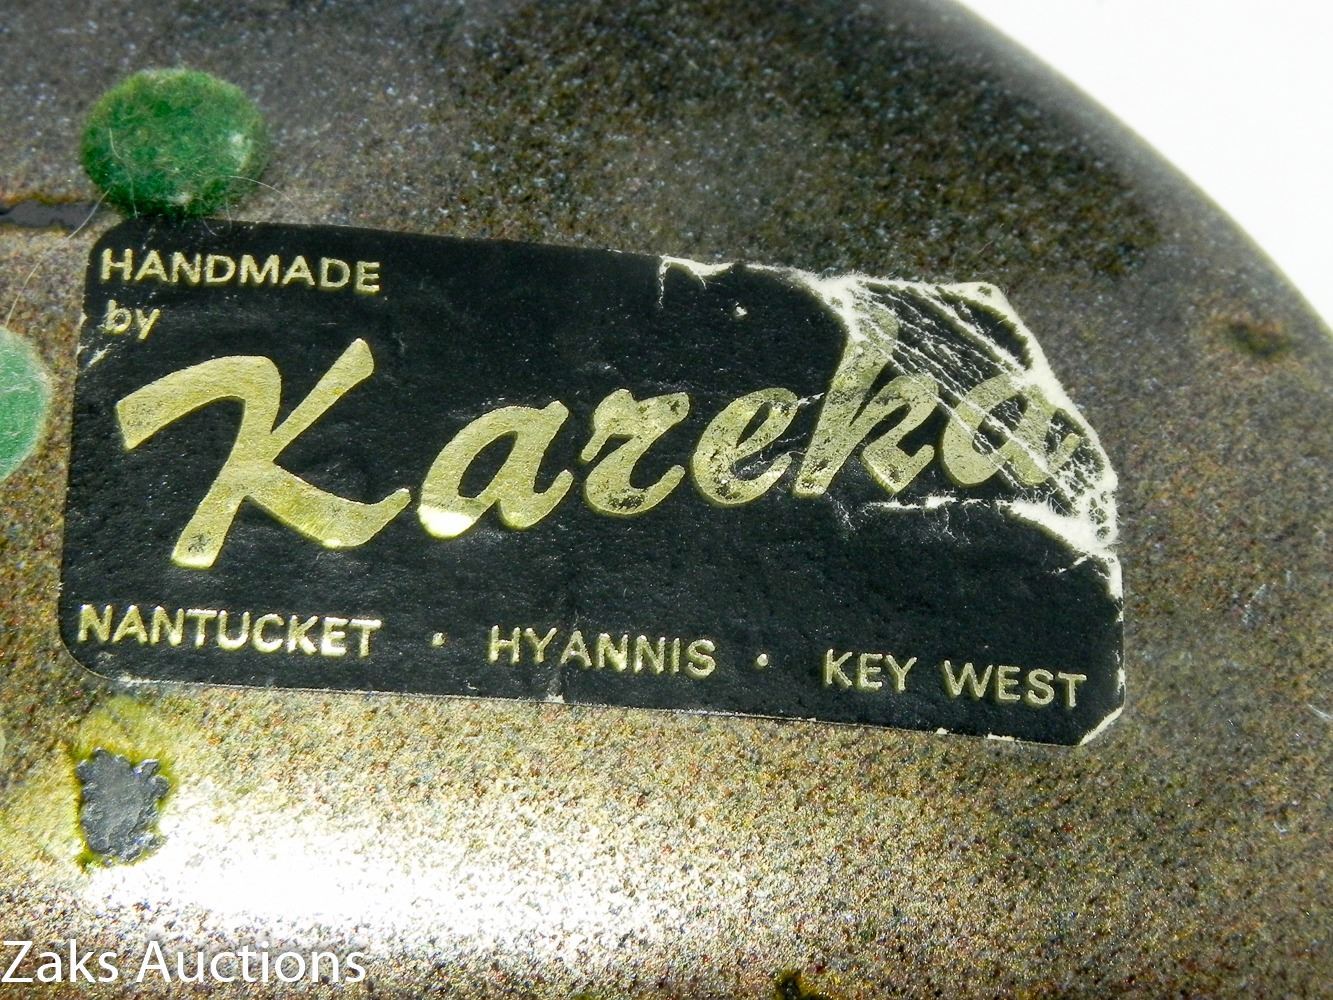 HANDMADE
by
Kareka
NANTUCKET · HYANNIS · KEY WEST
Zaks Auctions